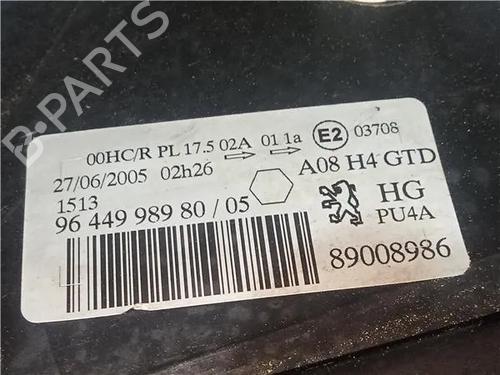 00HC/R PL 17.5 02A 01 1a E2 03708
27/06/2005 02h26 A08 H4 GTD
1513 HG
96 449 989 80 / 05 PU4A
89008986
B-PARTS